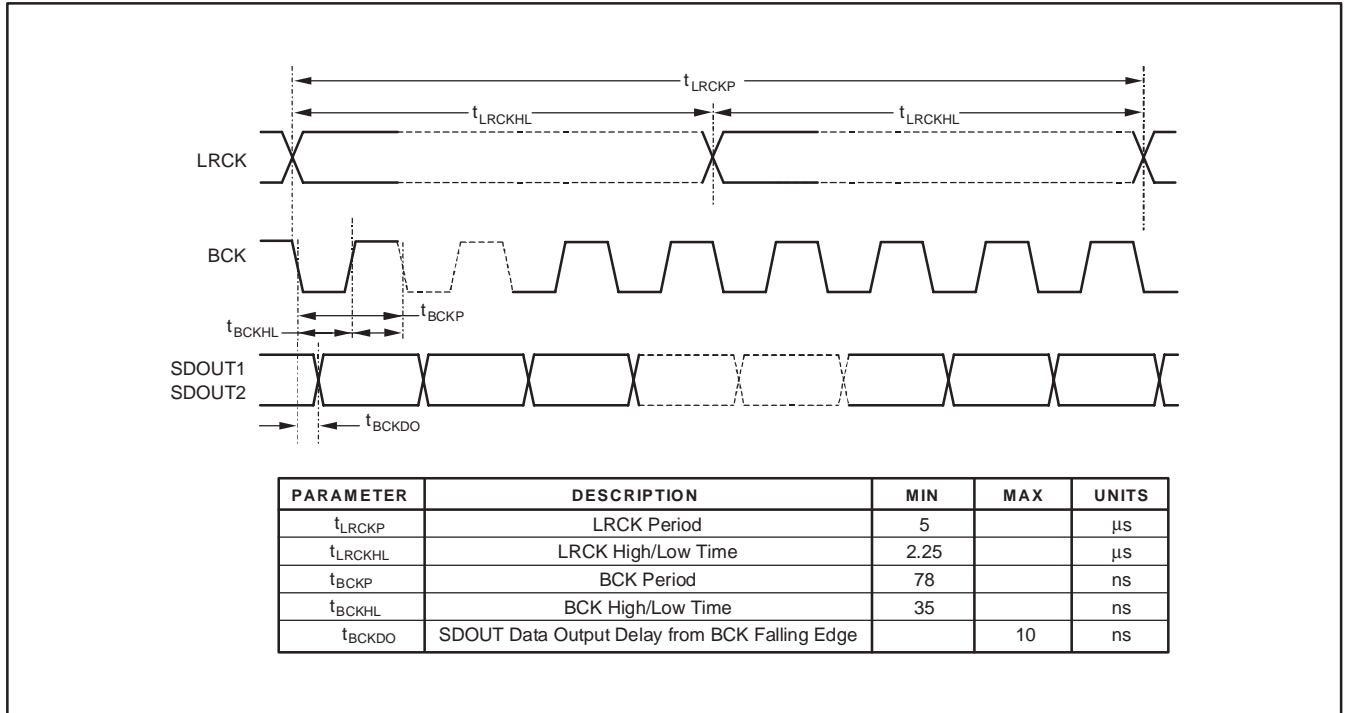 tLRCKP
tLRCKHL tLRCKHL
LRCK
BCK
tBCKP
tBCKHL
SDOUT1
SDOUT2
tBCKDO
PARAMETER DESCRIPTION MIN MAX UNITS
tLRCKP LRCK Period 5 μs
tLRCKHL LRCK High/Low Time 2.25 μs
tBCKP BCK Period 78 ns
tBCKHL BCK High/Low Time 35 ns
tBCKDO SDOUT Data Output Delay from BCK Falling Edge 10 ns